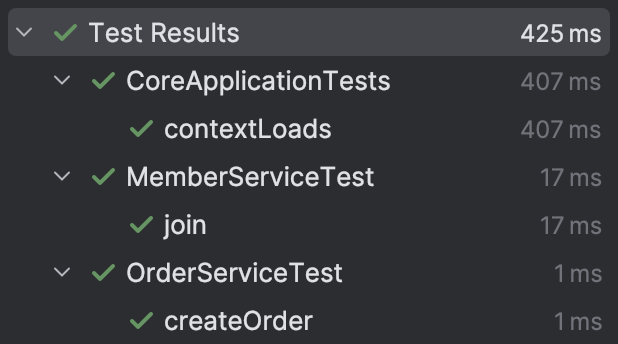 Test Results 425 ms
CoreApplicationTests 407 ms
contextLoads 407 ms
MemberServiceTest 17 ms
join 17 ms
OrderServiceTest 1 ms
createOrder 1 ms